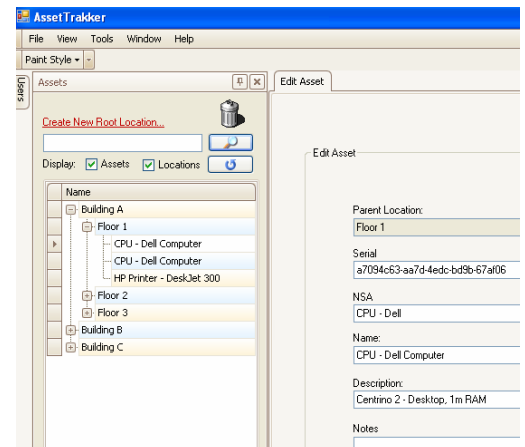 AssetTrakker
File View Tools Window Help
Paint Style
Users
Assets
Create New Root Location...
Display: Assets Locations
Name
Building A
Floor 1
CPU - Dell Computer
CPU - Dell Computer
HP Printer - DeskJet 300
Floor 2
Floor 3
Building B
Building C
Edit Asset
Edit Asset
Parent Location:
Floor 1
Serial
a7094c63-aa7d-4edc-bd9b-67af06
NSA
CPU - Dell
Name:
CPU - Dell Computer
Description:
Centrino 2 - Desktop, 1m RAM
Notes